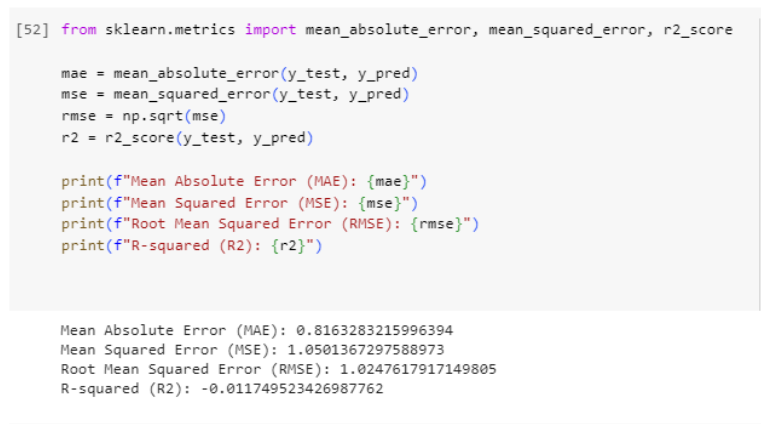 [52] from sklearn.metrics import mean_absolute_error, mean_squared_error, r2_score
mae = mean_absolute_error(y_test, y_pred)
mse = mean_squared_error(y_test, y_pred)
rmse = np.sqrt(mse)
r2 = r2_score(y_test, y_pred)
print(f"Mean Absolute Error (MAE): {mae}")
print(f"Mean Squared Error (MSE): {mse}")
print(f"Root Mean Squared Error (RMSE): {rmse}")
print(f"R-squared (R2): {r2}")
Mean Absolute Error (MAE): 0.8163283215996394
Mean Squared Error (MSE): 1.0501367297588973
Root Mean Squared Error (RMSE): 1.0247617917149805
R-squared (R2): -0.011749523426987762